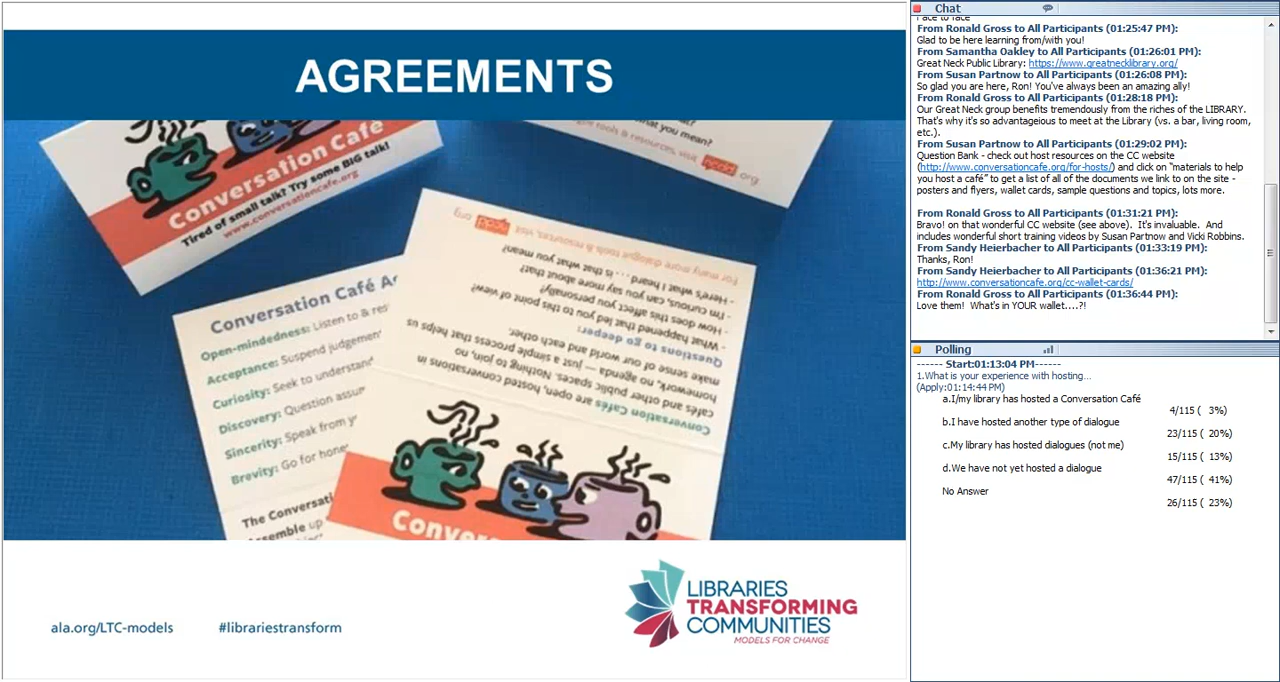 AGREEMENTS
Conversation Café
Tired of small talk? Try some BIG talk!
www.conversationcafe.org
what you mean?
tools & resources, visit ncdd.org
Conversation Café
Open-mindedness: Listen to &
Acceptance: Suspend
Curiosity: Seek to understand
Discovery: Question
Sincerity: Speak from
Brevity: Go for
The
Assemble up
Conversation Cafés are open, hosted conversations in
cafés and other public spaces. Nothing to join, no
homework, no agenda — just a simple process that helps us
make sense of our world and each other.
Questions to go deeper:
- What happened that led you to this point of view?
- How does this affect you personally?
- I'm curious, can you say more about that?
- Here's what I heard . . . is that what you mean?
For many more dialogue tools & resources, visit ncdd.org
ala.org/LTC-models
#librariestransform
LIBRARIES
TRANSFORMING
COMMUNITIES
MODELS FOR CHANGE
Chat
Face to face
From Ronald Gross to All Participants (01:25:47 PM):
Glad to be here learning from/with you!
From Samantha Oakley to All Participants (01:26:01 PM):
Great Neck Public Library: https://www.greatnecklibrary.org/
From Susan Partnow to All Participants (01:26:08 PM):
So glad you are here, Ron! You've always been an amazing ally!
From Ronald Gross to All Participants (01:28:18 PM):
Our Great Neck group benefits tremendously from the riches of the LIBRARY.
That's why it's so advantageious to meet at the Library (vs. a bar, living room,
etc.).
From Susan Partnow to All Participants (01:29:02 PM):
Question Bank - check out host resources on the CC website
(http://www.conversationcafe.org/for-hosts/) and click on "materials to help
you host a café" to get a list of all of the documents we link to on the site -
posters and flyers, wallet cards, sample questions and topics, lots more.
From Ronald Gross to All Participants (01:31:21 PM):
Bravo! on that wonderful CC website (see above). It's invaluable. And
includes wonderful short training videos by Susan Partnow and Vicki Robbins.
From Sandy Heierbacher to All Participants (01:33:19 PM):
Thanks, Ron!
From Sandy Heierbacher to All Participants (01:36:21 PM):
http://www.conversationcafe.org/cc-wallet-cards/
From Ronald Gross to All Participants (01:36:44 PM):
Love them! What's in YOUR wallet....?!
Polling
------ Start:01:13:04 PM------
1.What is your experience with hosting...
(Apply:01:14:44 PM)
a.I/my library has hosted a Conversation Café
4/115 ( 3%)
b.I have hosted another type of dialogue
23/115 ( 20%)
c.My library has hosted dialogues (not me)
15/115 ( 13%)
d.We have not yet hosted a dialogue
47/115 ( 41%)
No Answer
26/115 ( 23%)